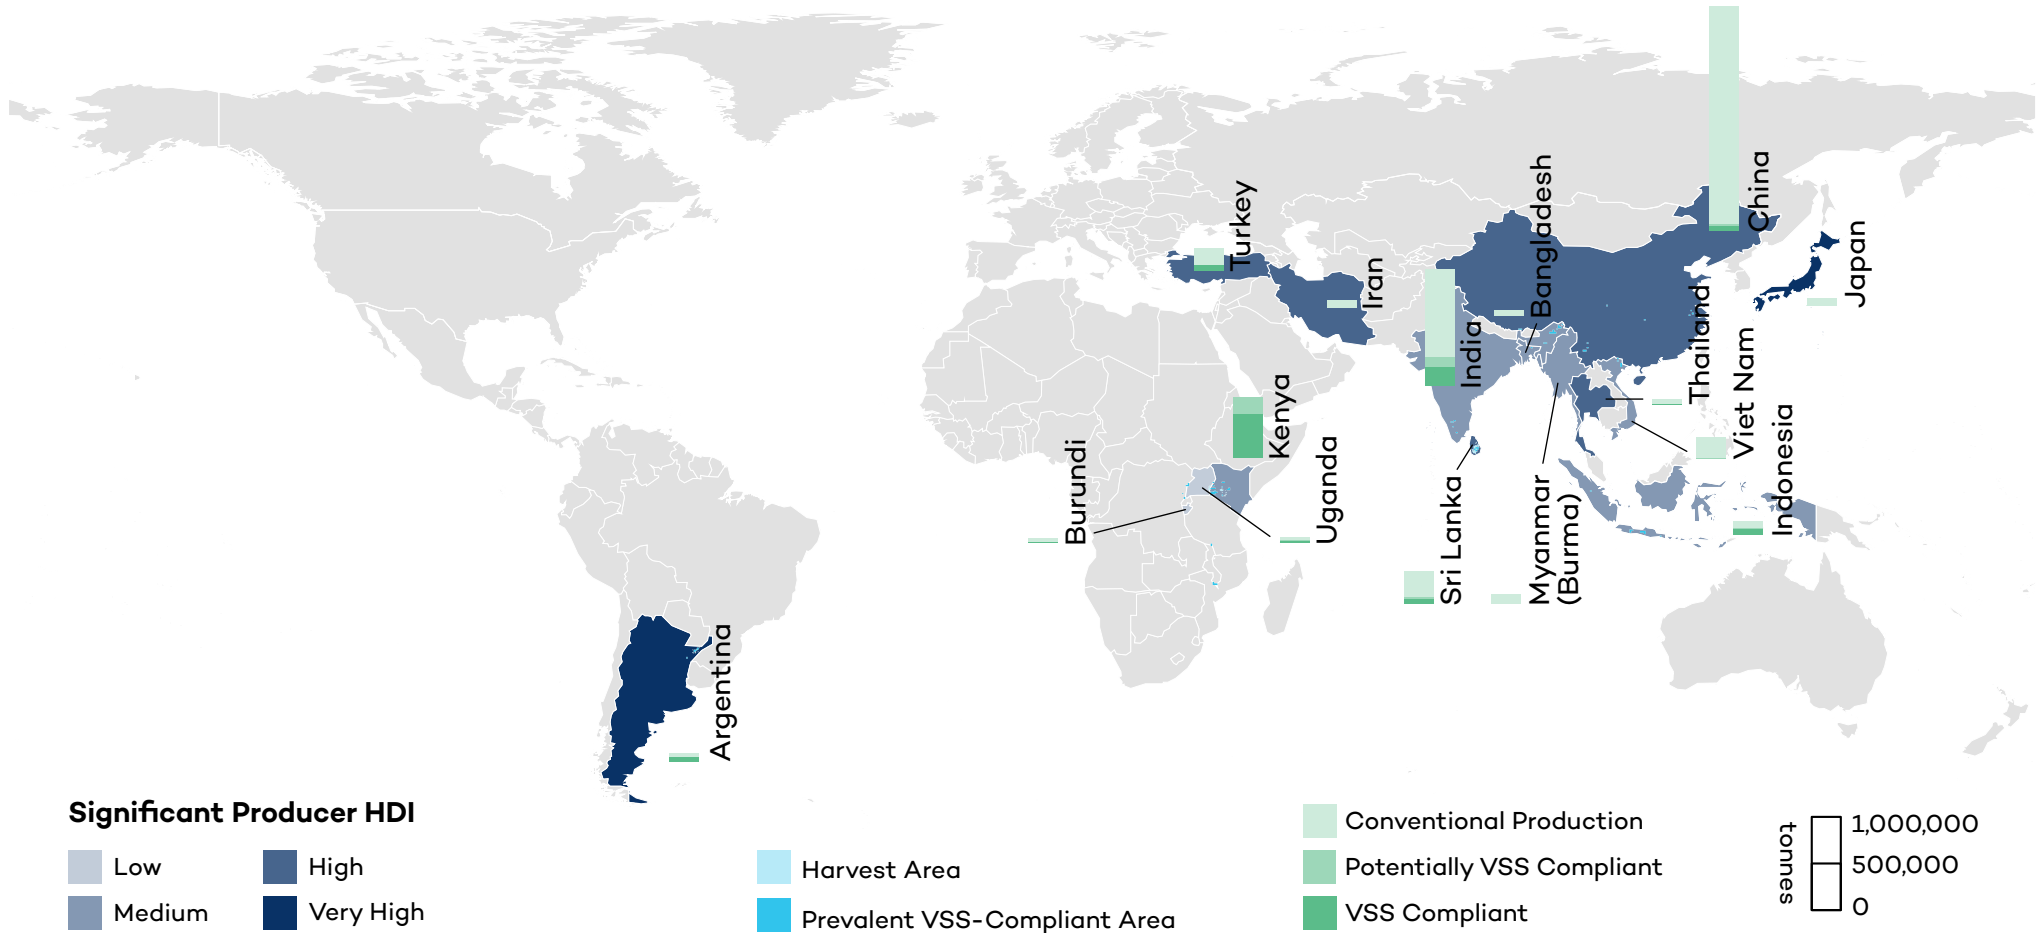 China
Bangladesh
Turkey
Japan
Iran
Thailand
India
Viet Nam
Kenya
Indonesia
Burundi
Uganda
Sri Lanka
Myanmar
(Burma)
Argentina
Significant Producer HDI
Low
High
Medium
Very High
Harvest Area
Prevalent VSS-Compliant Area
Conventional Production
Potentially VSS Compliant
VSS Compliant
tonnes
1,000,000
500,000
0